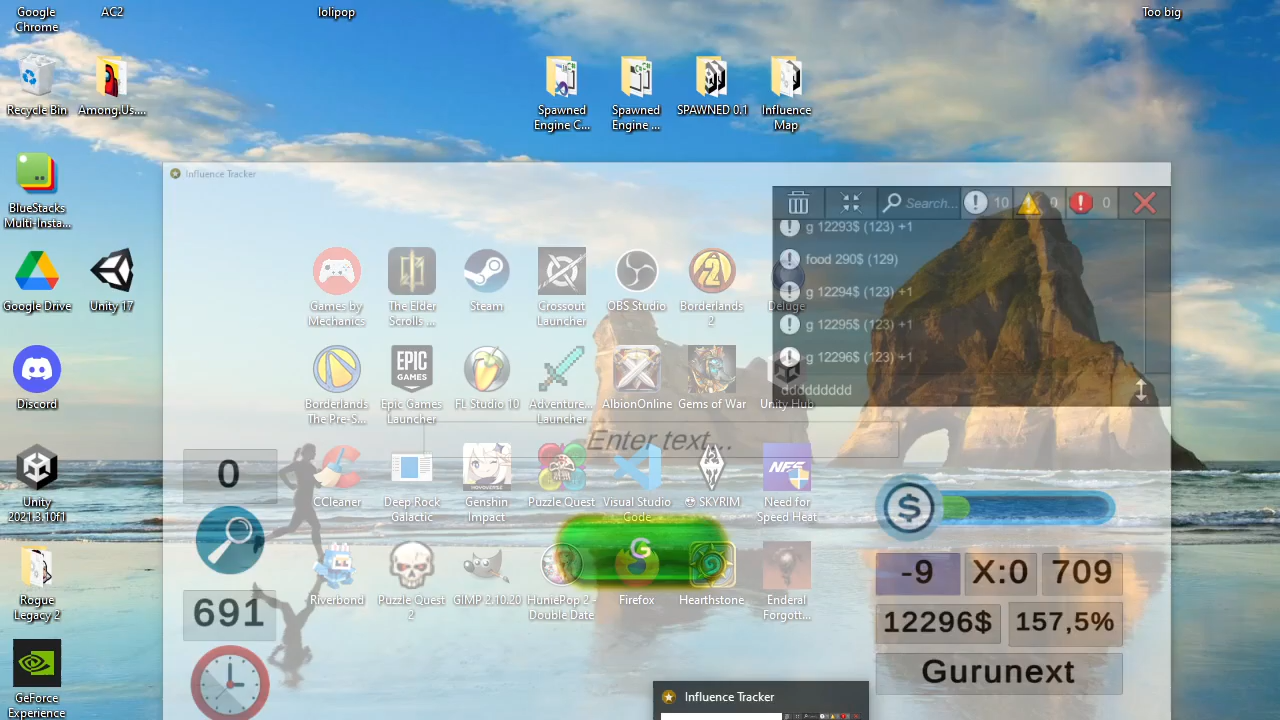 Google
Chrome
AC2
lolipop
Too big
Recycle Bin
Among.Us....
Spawned
Engine C...
Spawned
Engine ...
SPAWNED 0.1
Influence
Map
BlueStacks
Multi-Insta...
Google Drive
Unity 17
Discord
Unity
2021.3.10f1
Rogue
Legacy 2
GeForce
Experience
Influence Tracker
Search...
10
0
0
g 12293$ (123) +1
food 290$ (129)
g 12294$ (123) +1
g 12295$ (123) +1
g 12296$ (123) +1
ddddddddd
Games by
Mechanics
The Elder
Scrolls ...
Steam
Crossout
Launcher
OBS Studio
Borderlands
2
Deluge
Borderlands
The Pre-S...
EPIC
GAMES
Epic Games
Launcher
FL Studio 10
Adventure...
Launcher
AlbionOnline
Gems of War
Unity Hub
Enter text...
CCleaner
Deep Rock
Galactic
Genshin
Impact
Puzzle Quest
Visual Studio
Code
SKYRIM
NFS
Need for
Speed Heat
G
Riverbond
Puzzle Quest
2
GIMP 2.10.20
HuniePop 2 -
Double Date
Firefox
Hearthstone
Enderal
Forgott...
0
691
$
-9
X:0
709
12296$
157,5%
Gurunext
Influence Tracker